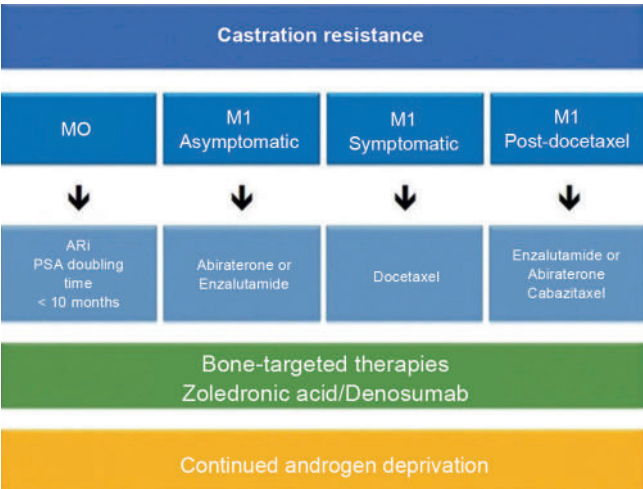 Castration resistance
MO
M1
Asymptomatic
M1
Symptomatic
M1
Post-docetaxel
ARi
PSA doubling
time
< 10 months
Abiraterone or
Enzalutamide
Docetaxel
Enzalutamide or
Abiraterone
Cabazitaxel
Bone-targeted therapies
Zoledronic acid/Denosumab
Continued androgen deprivation